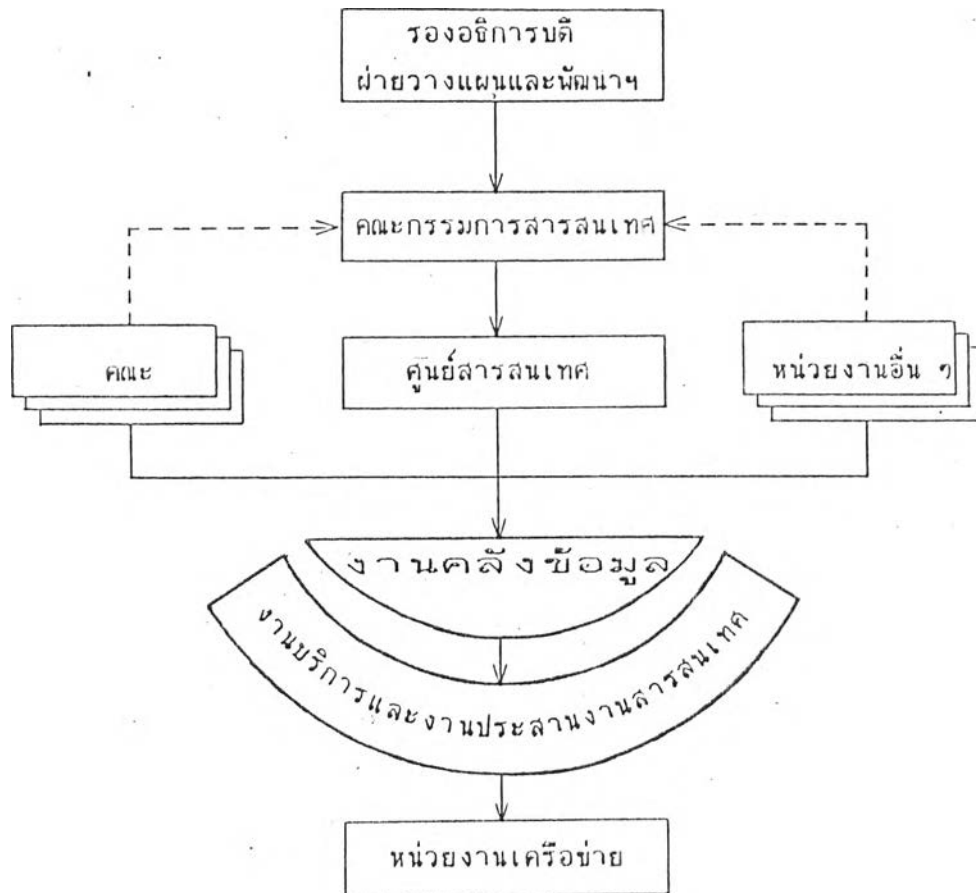 รองอธิการบดี
ฝ่ายวางแผนและพัฒนาฯ
คณะกรรมการสารสนเทศ
คณะ
ศูนย์สารสนเทศ
หน่วยงานอื่น ๆ
งานคลังข้อมูล
งานบริการและงานประสานงานสารสนเทศ
หน่วยงานเครือข่าย